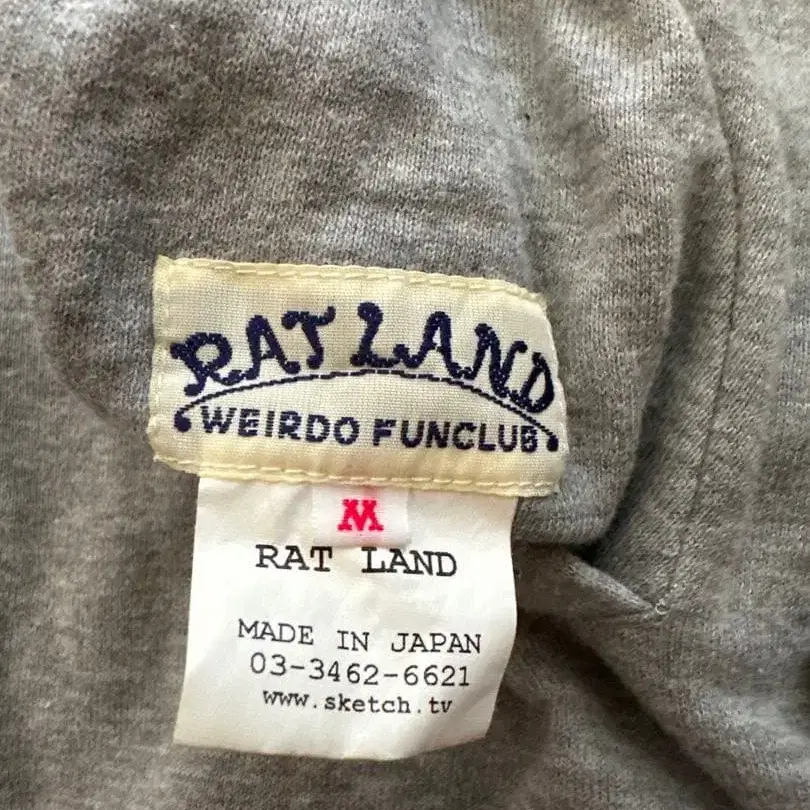 RAT LAND
WEIRDO FUNCLUB
M
RAT LAND
MADE IN JAPAN
03-3462-6621
www.sketch.tv